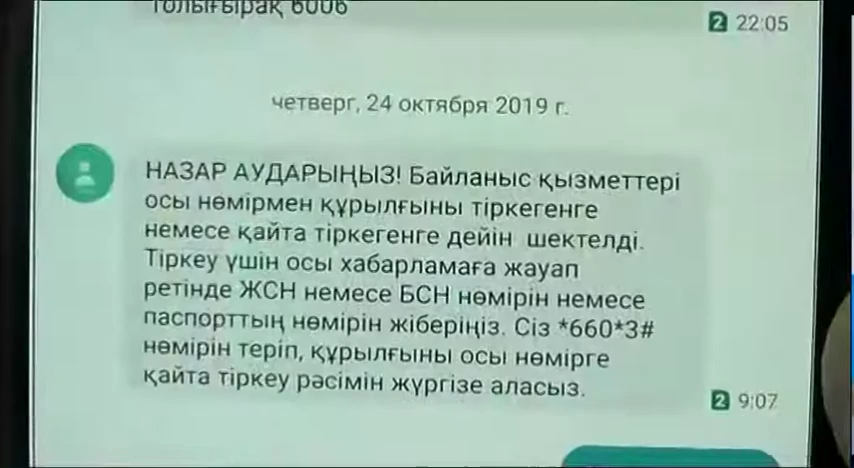 толығырақ 6006
22:05
четверг, 24 октября 2019 г.
НАЗАР АУДАРЫҢЫЗ! Байланыс қызметтері
осы нөмірмен құрылғыны тіркегенге
немесе қайта тіркегенге дейін шектелді.
Тіркеу үшін осы хабарламаға жауап
ретінде ЖСН немесе БСН нөмірін немесе
паспорттың нөмірін жіберіңіз. Сіз *660*3#
нөмірін теріп, құрылғыны осы нөмірге
қайта тіркеу рәсімін жүргізе аласыз.
2 9:07